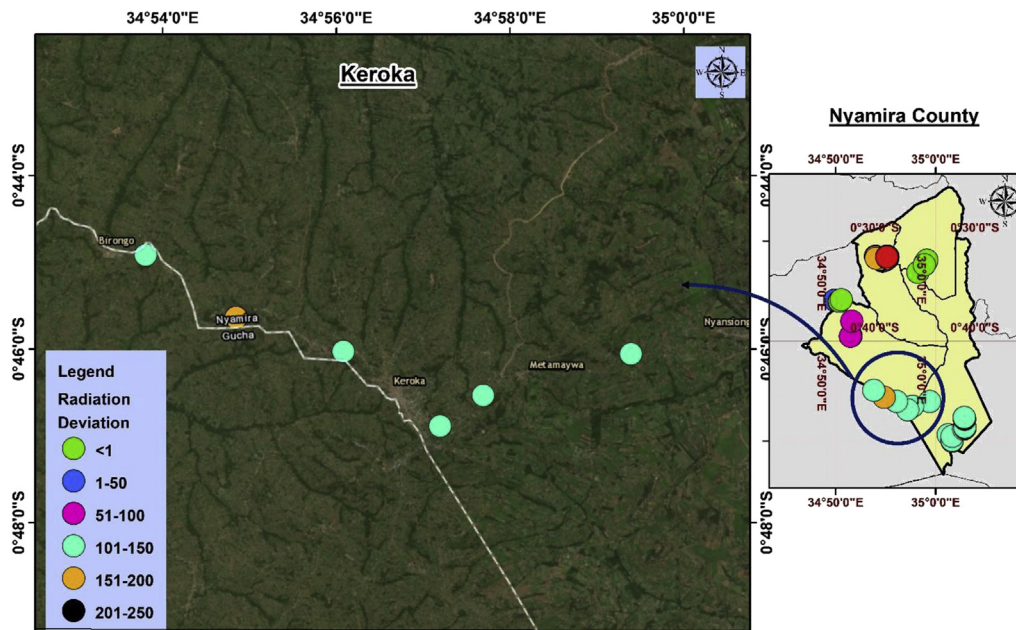 34°54'0"E 34°56'0"E 34°58'0"E 35°0'0"E
Keroka
N
W E
S
0°44'0"S
0°46'0"S
0°48'0"S
0°44'0"S
0°46'0"S
0°48'0"S
Birongo
Nyamira
Gucha
Keroka
Metamaywa
Nyansiong
Legend
Radiation
Deviation
<1
1-50
51-100
101-150
151-200
201-250
Nyamira County
34°50'0"E 35°0'0"E
N
W
S
0°30'0"S 0°30'0"S
34°50'0"E 35°0'0"E
0°40'0"S 0°40'0"S
34°50'0"E 35°0'0"E
34°50'0"E 35°0'0"E